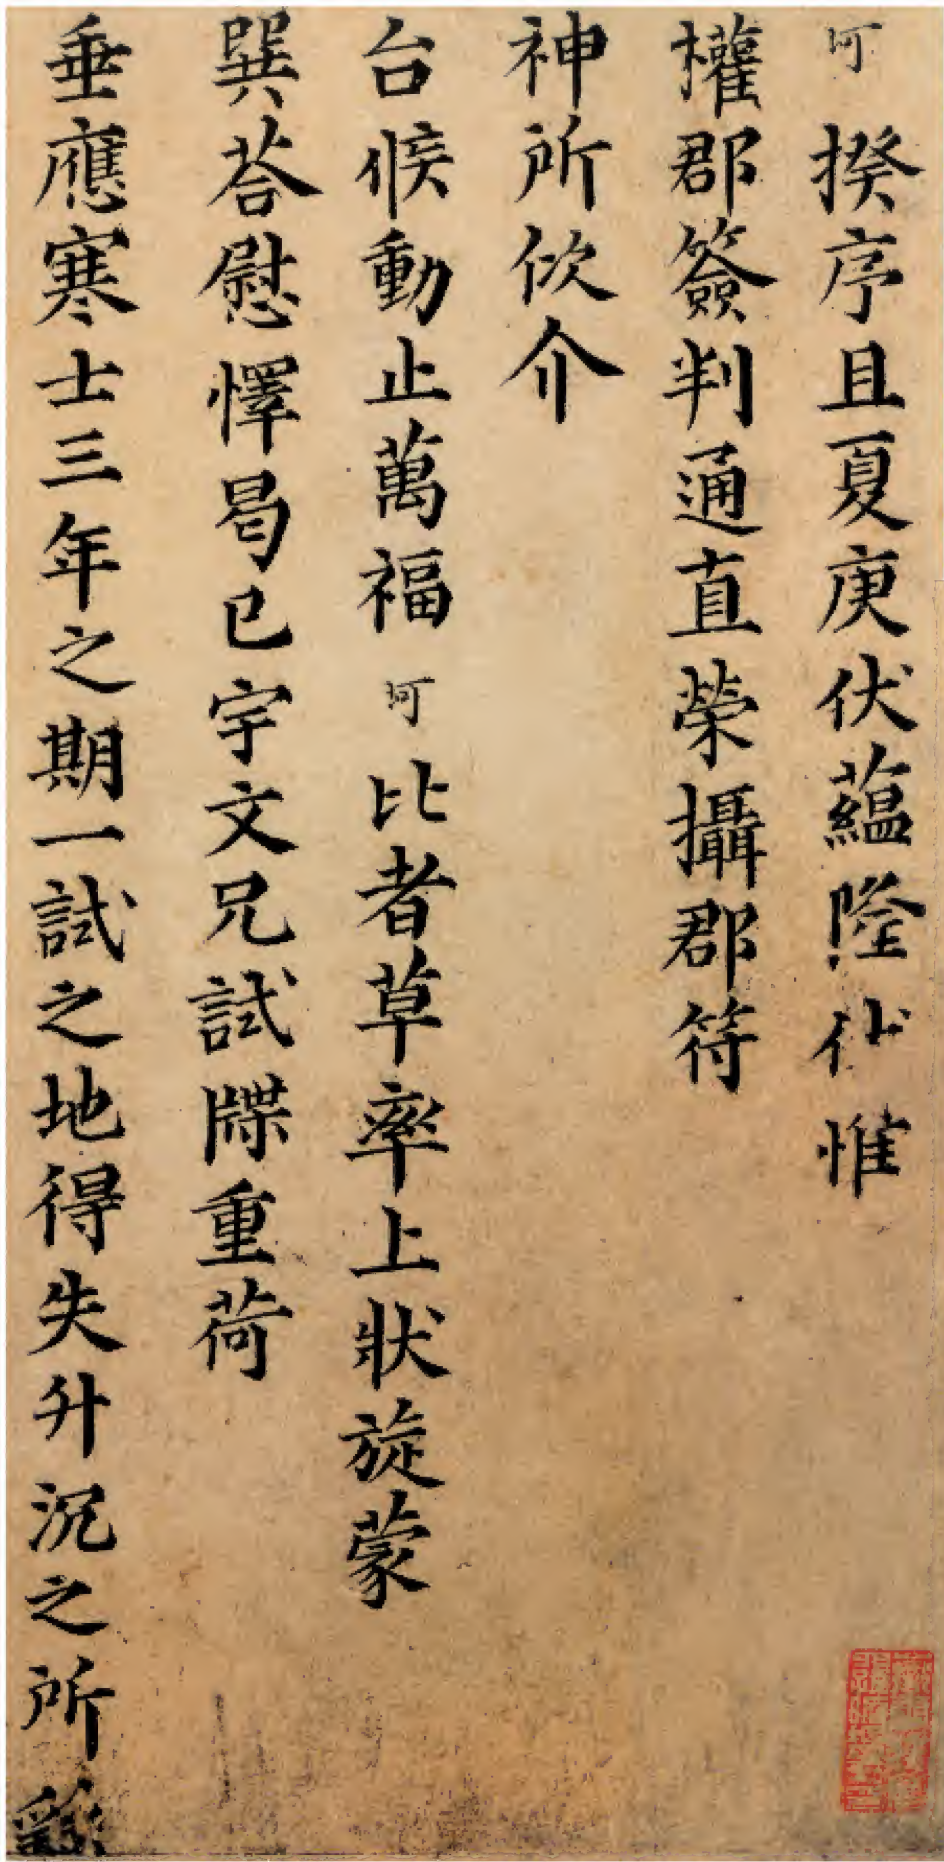 坷揆序且夏庚伏蘊隆伏惟
權郡簽判通直榮攝郡符
神所佽介
台候動止萬福坷比者草率上狀旋蒙
巽荅慰懌曷已宇文兄試牒重荷
垂應寒士三年之期一試之地得失升沉之所繇